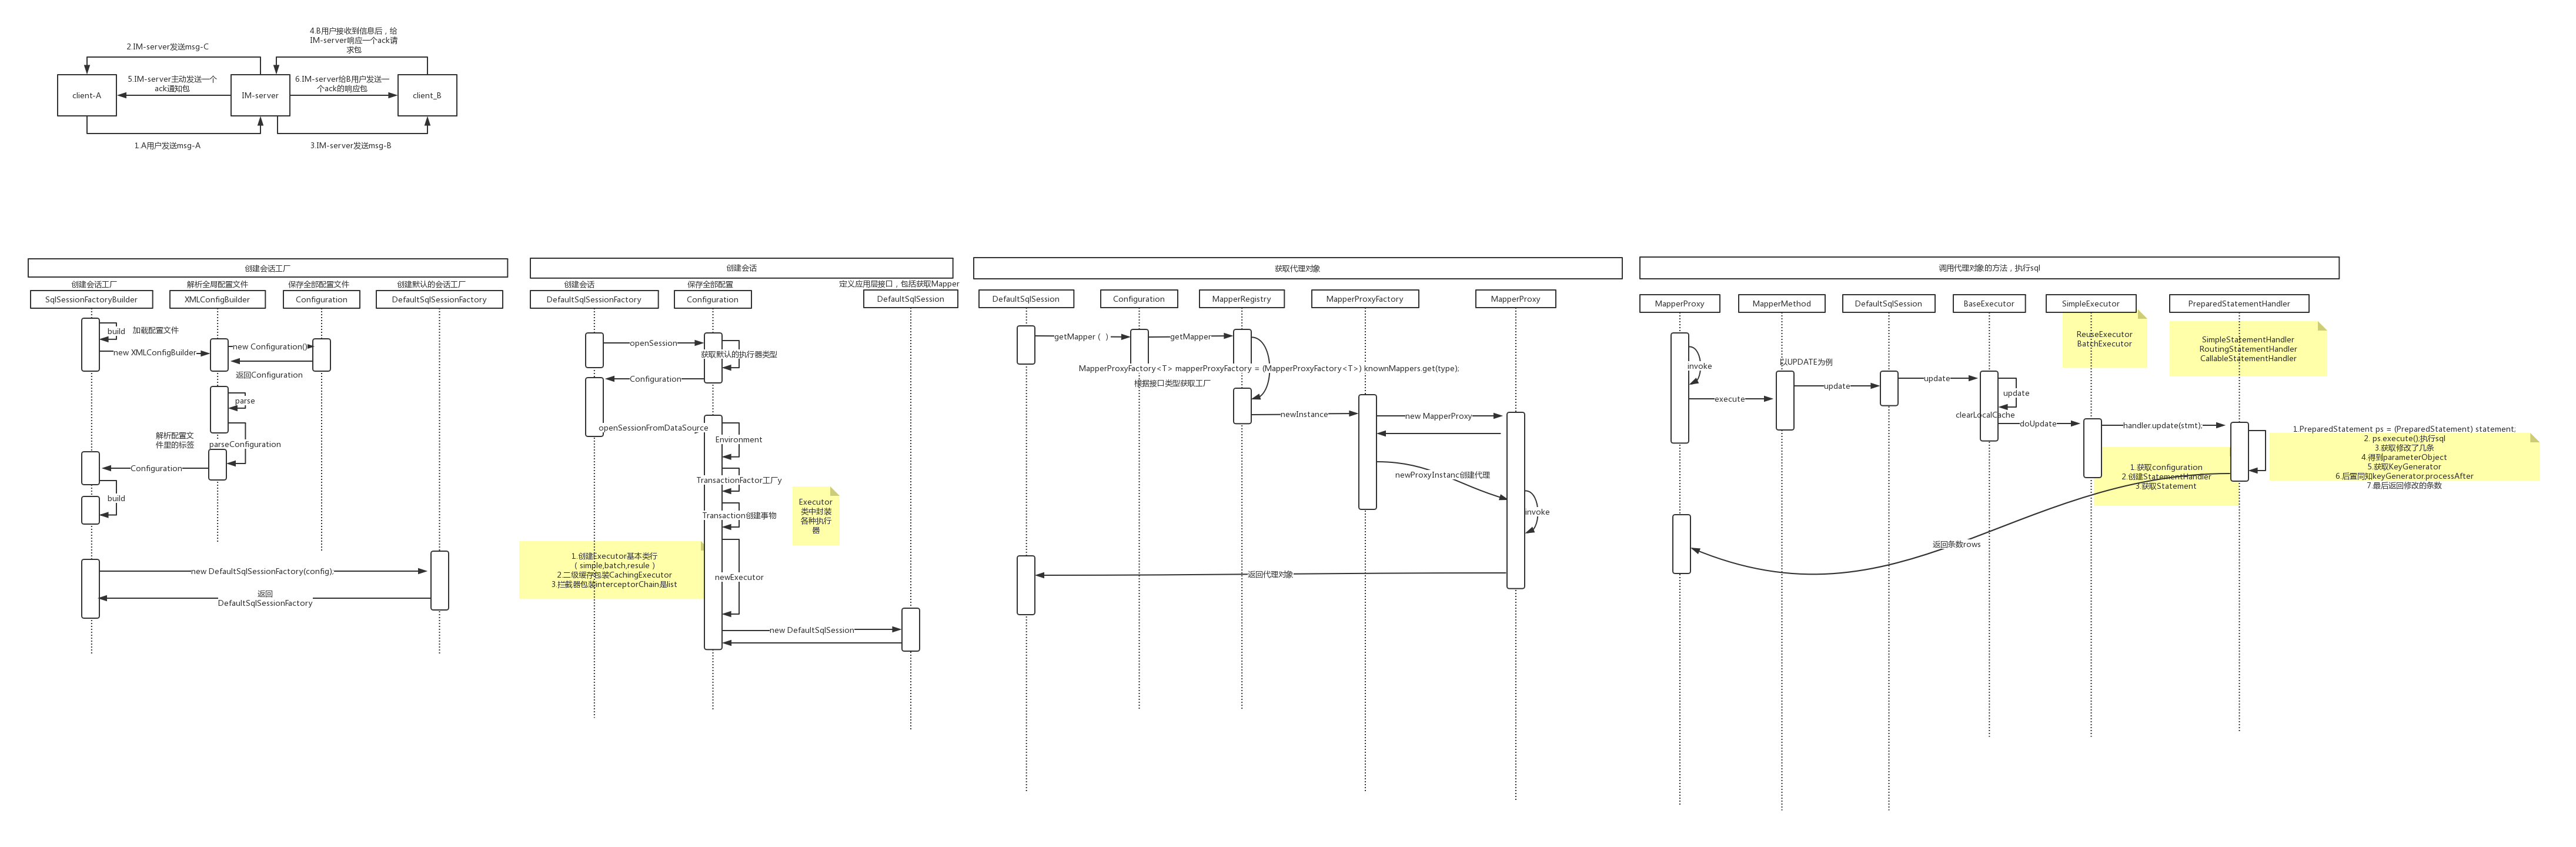 4.B用户接收到信息后，给
IM-server响应一个ack请
求包
2.IM-server发送msg-C
5.IM-server主动发送一个
ack通知包
6.IM-server给B用户发送一
个ack的响应包
client-A
IM-server
client_B
1.A用户发送msg-A
3.IM-server发送msg-B
创建会话工厂
创建会话工厂
解析全局配置文件
保存全部配置文件
创建默认的会话工厂
SqlSessionFactoryBuilder
XMLConfigBuilder
Configuration
DefaultSqlSessionFactory
build
加载配置文件
new XMLConfigBuilder
new Configuration()
返回Configuration
parse
解析配置文
件里的标签
parseConfiguration
Configuration
build
new DefaultSqlSessionFactory(config);
返回
DefaultSqlSessionFactory
创建会话
创建会话
保存全部配置
定义应用层接口，包括获取Mapper
DefaultSqlSessionFactory
Configuration
DefaultSqlSession
openSession
获取默认的执行器类型
Configuration
openSessionFromDataSource
Environment
TransactionFactor工厂y
Transaction创建事物
Executor
类中封装
各种执行
器
1.创建Executor基本类行
（simple,batch,resule）
2.二级缓存包装CachingExecutor
3.拦截器包装interceptorChain是list
newExecutor
new DefaultSqlSession
获取代理对象
DefaultSqlSession
Configuration
MapperRegistry
MapperProxyFactory
MapperProxy
getMapper（ ）
getMapper
MapperProxyFactory<T> mapperProxyFactory = (MapperProxyFactory<T>) knownMappers.get(type);
根据接口类型获取工厂
newInstance
new MapperProxy
newProxyInstanc创建代理
invoke
返回代理对象
调用代理对象的方法，执行sql
MapperProxy
MapperMethod
DefaultSqlSession
BaseExecutor
SimpleExecutor
PreparedStatementHandler
ReuseExecutor
BatchExecutor
SimpleStatementHandler
RoutingStatementHandler
CallableStatementHandler
invoke
以UPDATE为例
execute
update
update
update
clearLocalCache
doUpdate
handler.update(stmt);
1.获取configuration
2.创建StatementHandler
3.获取Statement
1.PreparedStatement ps = (PreparedStatement) statement;
2. ps.execute();执行sql
3.获取修改了几条
4.得到parameterObject
5.获取KeyGenerator
6.后置同知keyGenerator.processAfter
7.最后返回修改的条数
返回条数rows